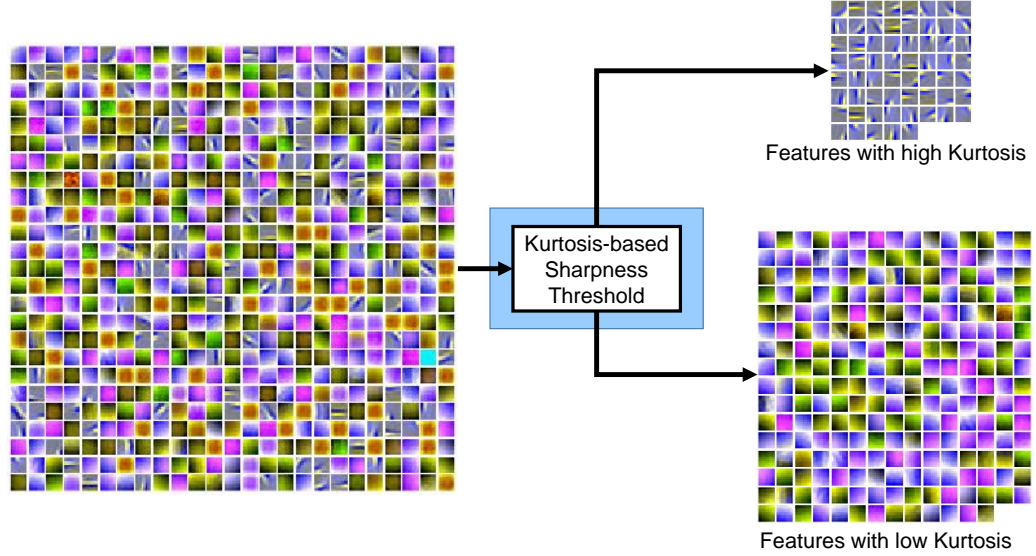 Features with high Kurtosis
Kurtosis-based
Sharpness
Threshold
Features with low Kurtosis